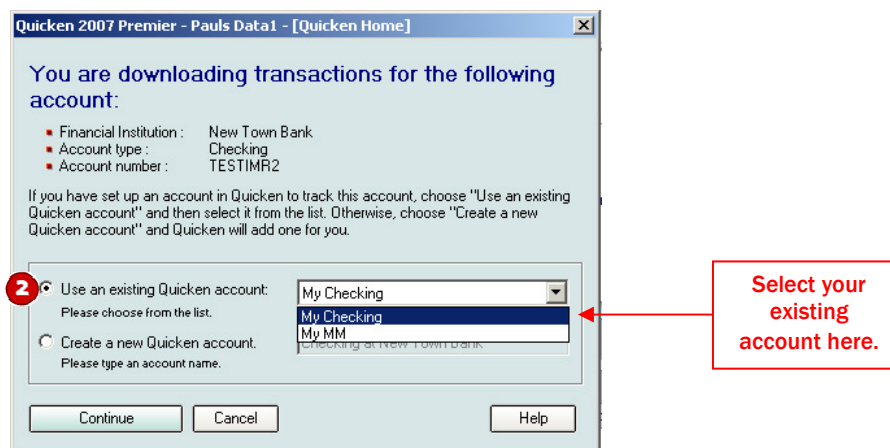 Quicken 2007 Premier - Pauls Data1 - [Quicken Home]
You are downloading transactions for the following
account:
Financial Institution : New Town Bank
Account type : Checking
Account number : TESTIMR2
If you have set up an account in Quicken to track this account, choose "Use an existing
Quicken account" and then select it from the list. Otherwise, choose "Create a new
Quicken account" and Quicken will add one for you.
2 Use an existing Quicken account: My Checking
Please choose from the list.
My Checking
My MM
Create a new Quicken account. Checking at New Town Bank
Please type an account name.
Continue Cancel Help
Select your
existing
account here.